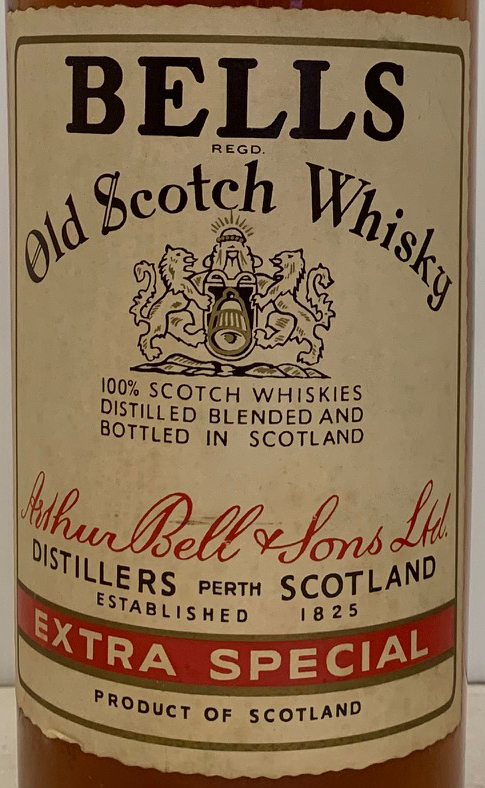 BELLS
REGD.
Old Scotch Whisky
100% SCOTCH WHISKIES
DISTILLED BLENDED AND
BOTTLED IN SCOTLAND
Arthur Bell & Sons Ltd.
DISTILLERS PERTH SCOTLAND
ESTABLISHED 1825
EXTRA SPECIAL
PRODUCT OF SCOTLAND